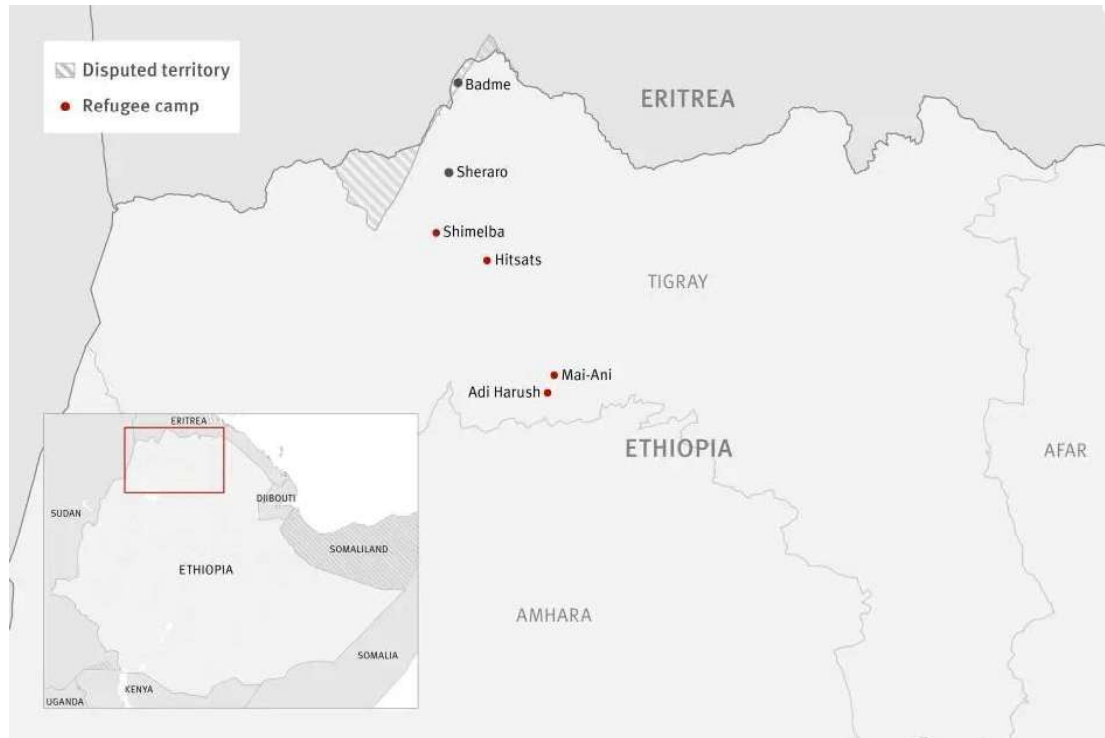 Disputed territory
Refugee camp
Badme
ERITREA
Sheraro
Shimelba
Hitsats
TIGRAY
Mai-Ani
Adi Harush
ETHIOPIA
AFAR
AMHARA
ERITREA
SUDAN
DJIBOUTI
SOMALILAND
ETHIOPIA
SOMALIA
KENYA
UGANDA